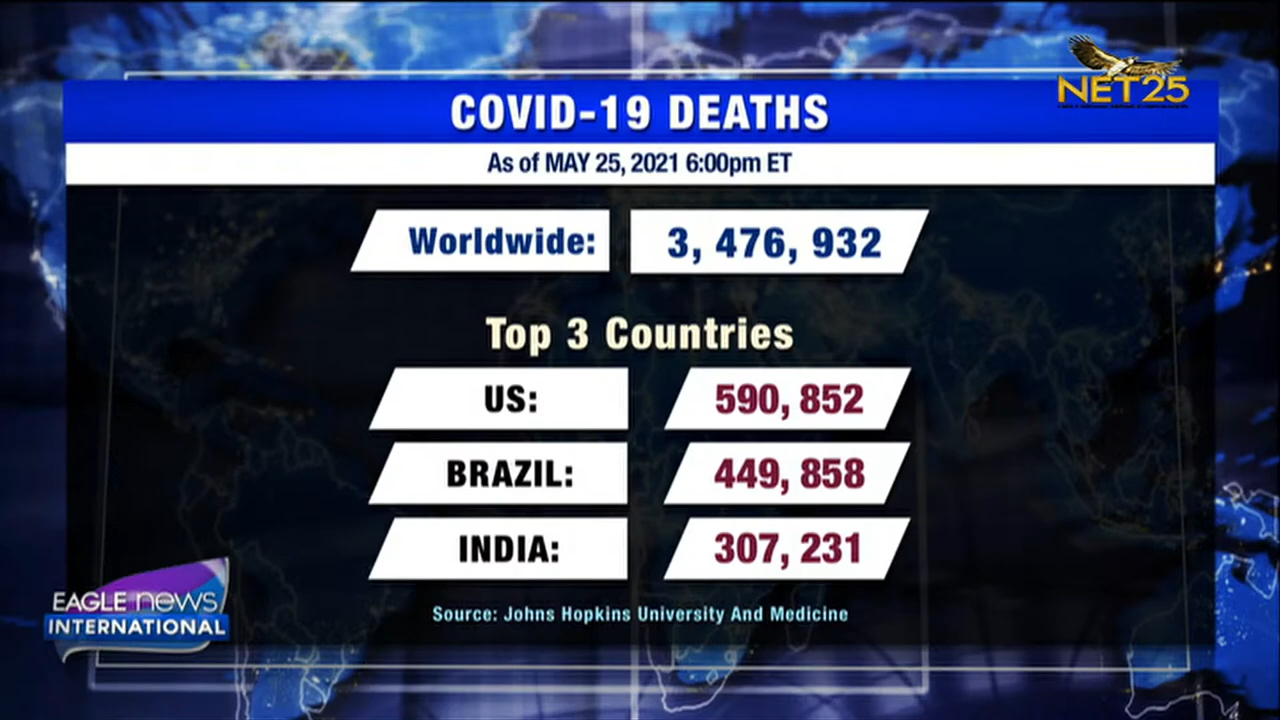 NET25
COVID-19 DEATHS
As of MAY 25, 2021 6:00pm ET
Worldwide: 3, 476, 932
Top 3 Countries
US: 590, 852
BRAZIL: 449, 858
INDIA: 307, 231
Source: Johns Hopkins University And Medicine
EAGLE news
INTERNATIONAL